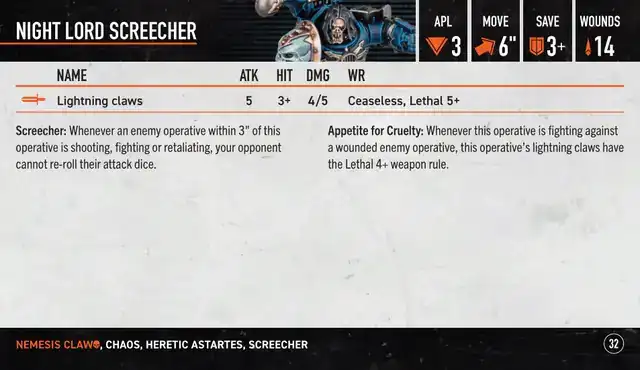 NIGHT LORD SCREECHER
APL MOVE SAVE WOUNDS
3 6" 3+ 14
NAME ATK HIT DMG WR
Lightning claws 5 3+ 4/5 Ceaseless, Lethal 5+
Screecher: Whenever an enemy operative within 3" of this
operative is shooting, fighting or retaliating, your opponent
cannot re-roll their attack dice.
Appetite for Cruelty: Whenever this operative is fighting against
a wounded enemy operative, this operative's lightning claws have
the Lethal 4+ weapon rule.
NEMESIS CLAW, CHAOS, HERETIC ASTARTES, SCREECHER
32